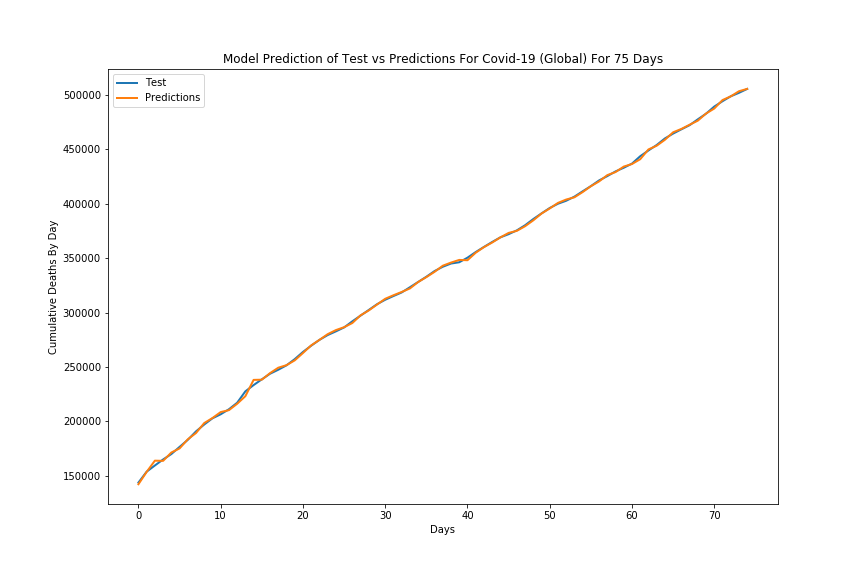 Model Prediction of Test vs Predictions For Covid-19 (Global) For 75 Days
Test
Predictions
500000
450000
400000
350000
300000
250000
200000
150000
Cumulative Deaths By Day
0 10 20 30 40 50 60 70
Days